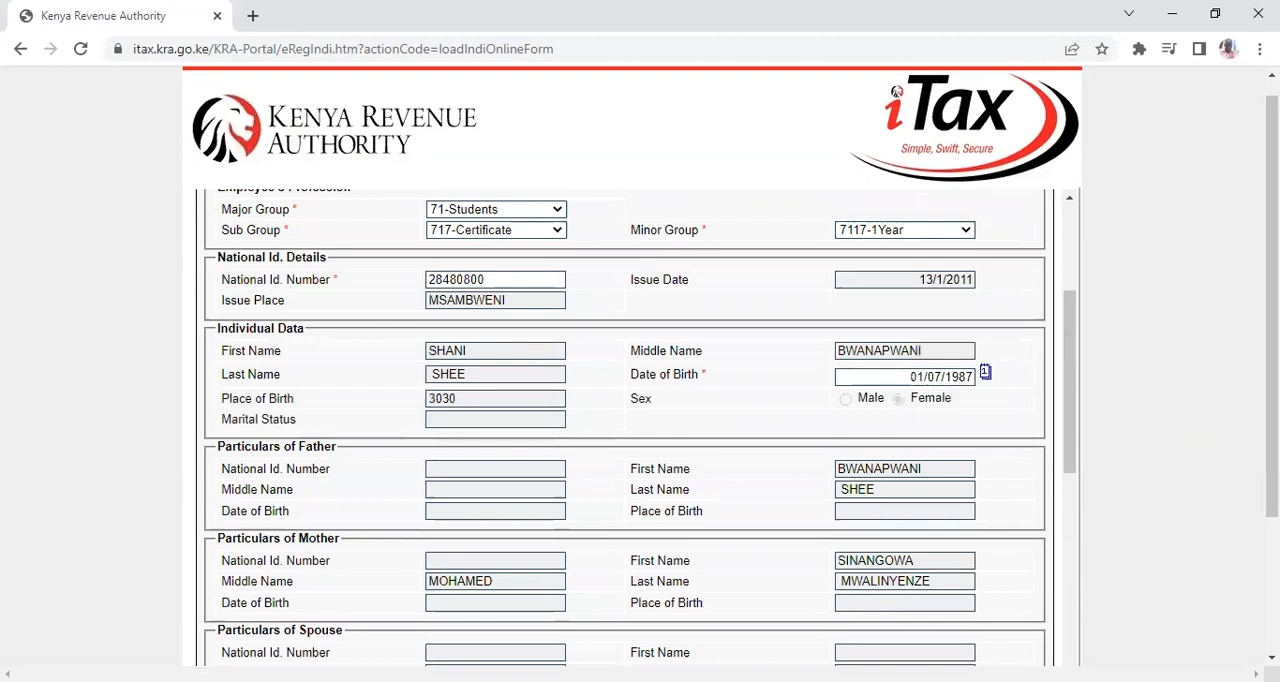 Kenya Revenue Authority
itax.kra.go.ke/KRA-Portal/eRegIndi.htm?actionCode=loadIndiOnlineForm
KENYA REVENUE
AUTHORITY
iTax
Simple, Swift, Secure
Employee's Profession
Major Group * 71-Students
Sub Group * 717-Certificate Minor Group * 7117-1Year
National Id. Details
National Id. Number * 28480800 Issue Date 13/1/2011
Issue Place MSAMBWENI
Individual Data
First Name SHANI Middle Name BWANAPWANI
Last Name SHEE Date of Birth * 01/07/1987
Place of Birth 3030 Sex Male Female
Marital Status
Particulars of Father
National Id. Number First Name BWANAPWANI
Middle Name Last Name SHEE
Date of Birth Place of Birth
Particulars of Mother
National Id. Number First Name SINANGOWA
Middle Name MOHAMED Last Name MWALINYENZE
Date of Birth Place of Birth
Particulars of Spouse
National Id. Number First Name